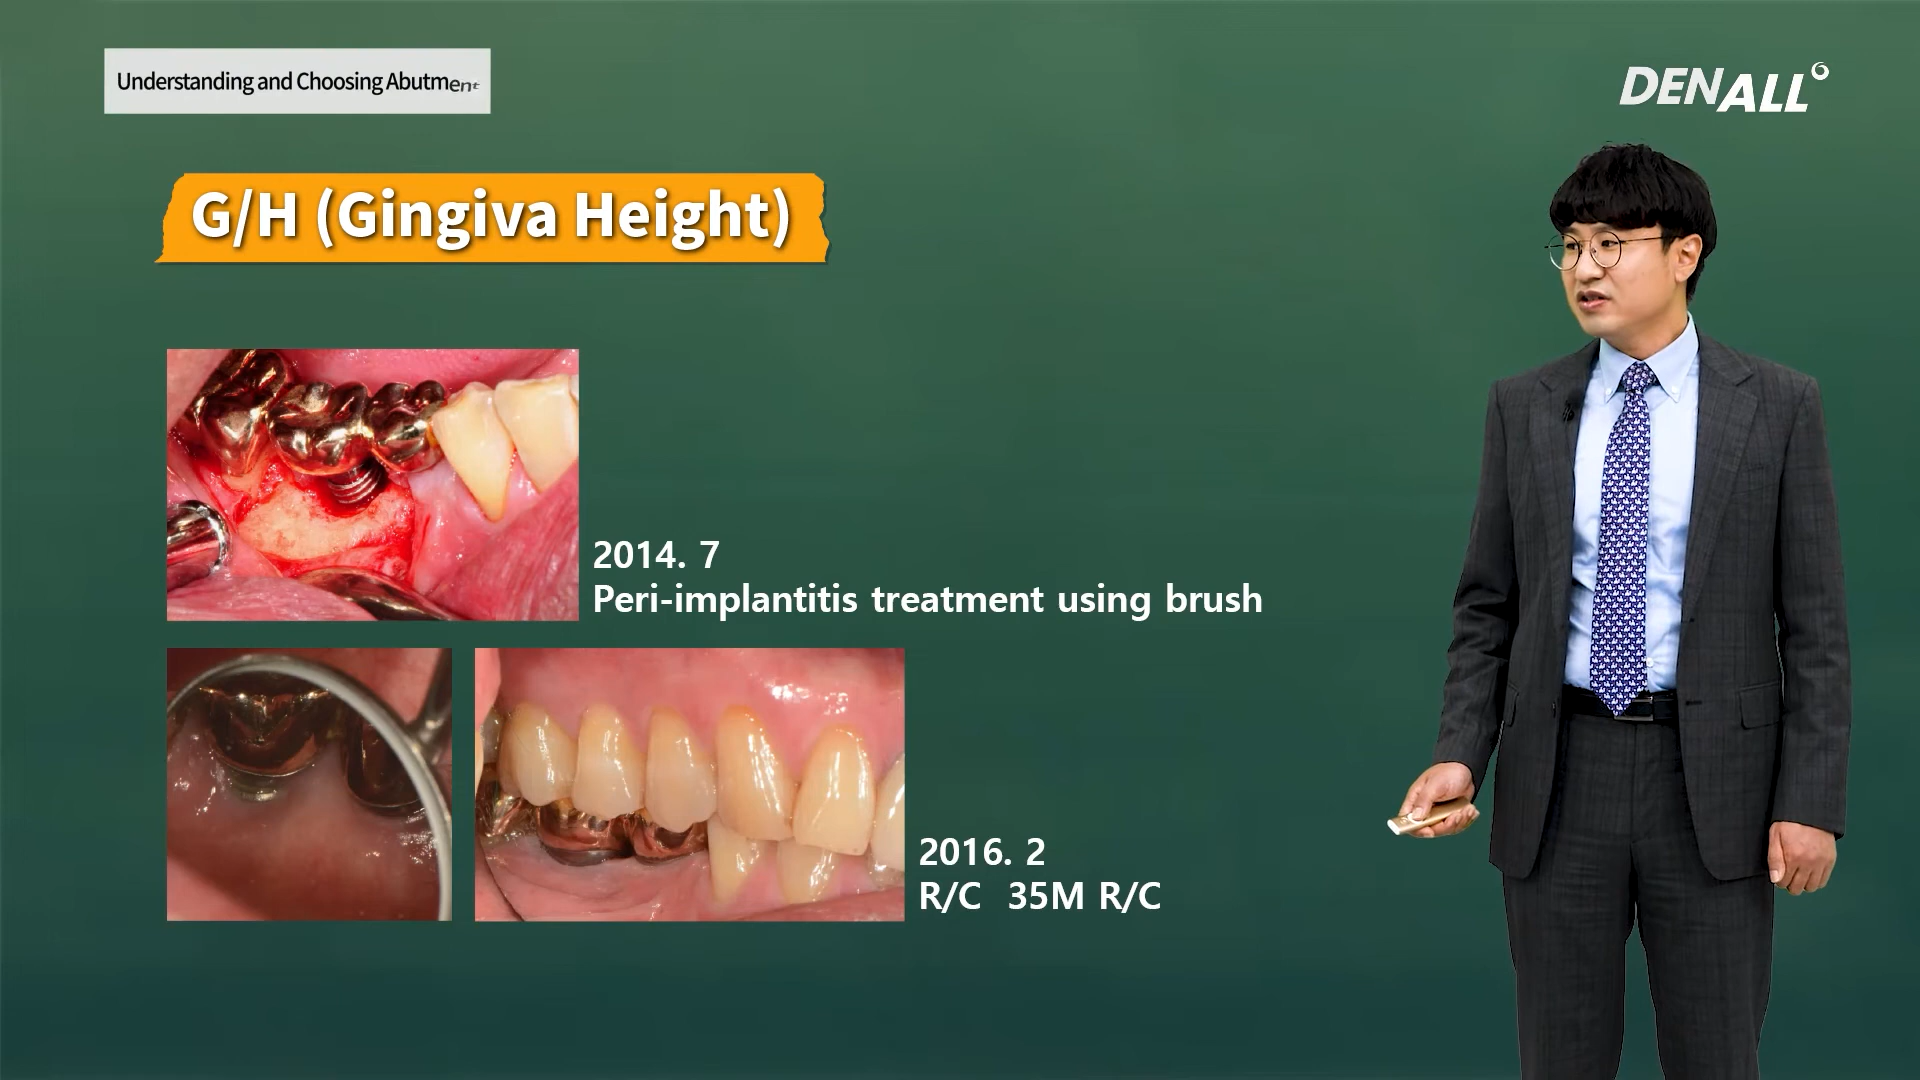 Understanding and Choosing Abutment
DENALL
G/H (Gingiva Height)
2014. 7
Peri-implantitis treatment using brush
2016. 2
R/C 35M R/C